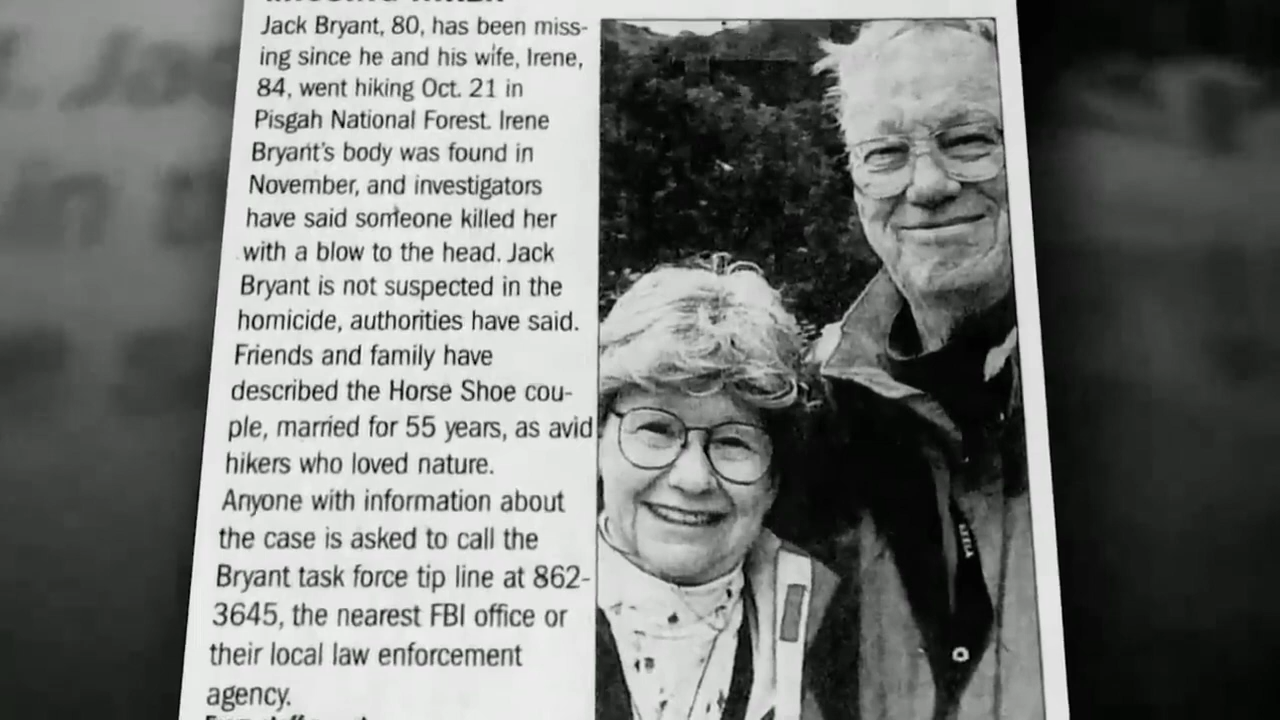 Jack Bryant, 80, has been miss-
ing since he and his wife, Irene,
84, went hiking Oct. 21 in
Pisgah National Forest. Irene
Bryant's body was found in
November, and investigators
have said someone killed her
with a blow to the head. Jack
Bryant is not suspected in the
homicide, authorities have said.
Friends and family have
described the Horse Shoe cou-
ple, married for 55 years, as avid
hikers who loved nature.
Anyone with information about
the case is asked to call the
Bryant task force tip line at 862-
3645, the nearest FBI office or
their local law enforcement
agency.